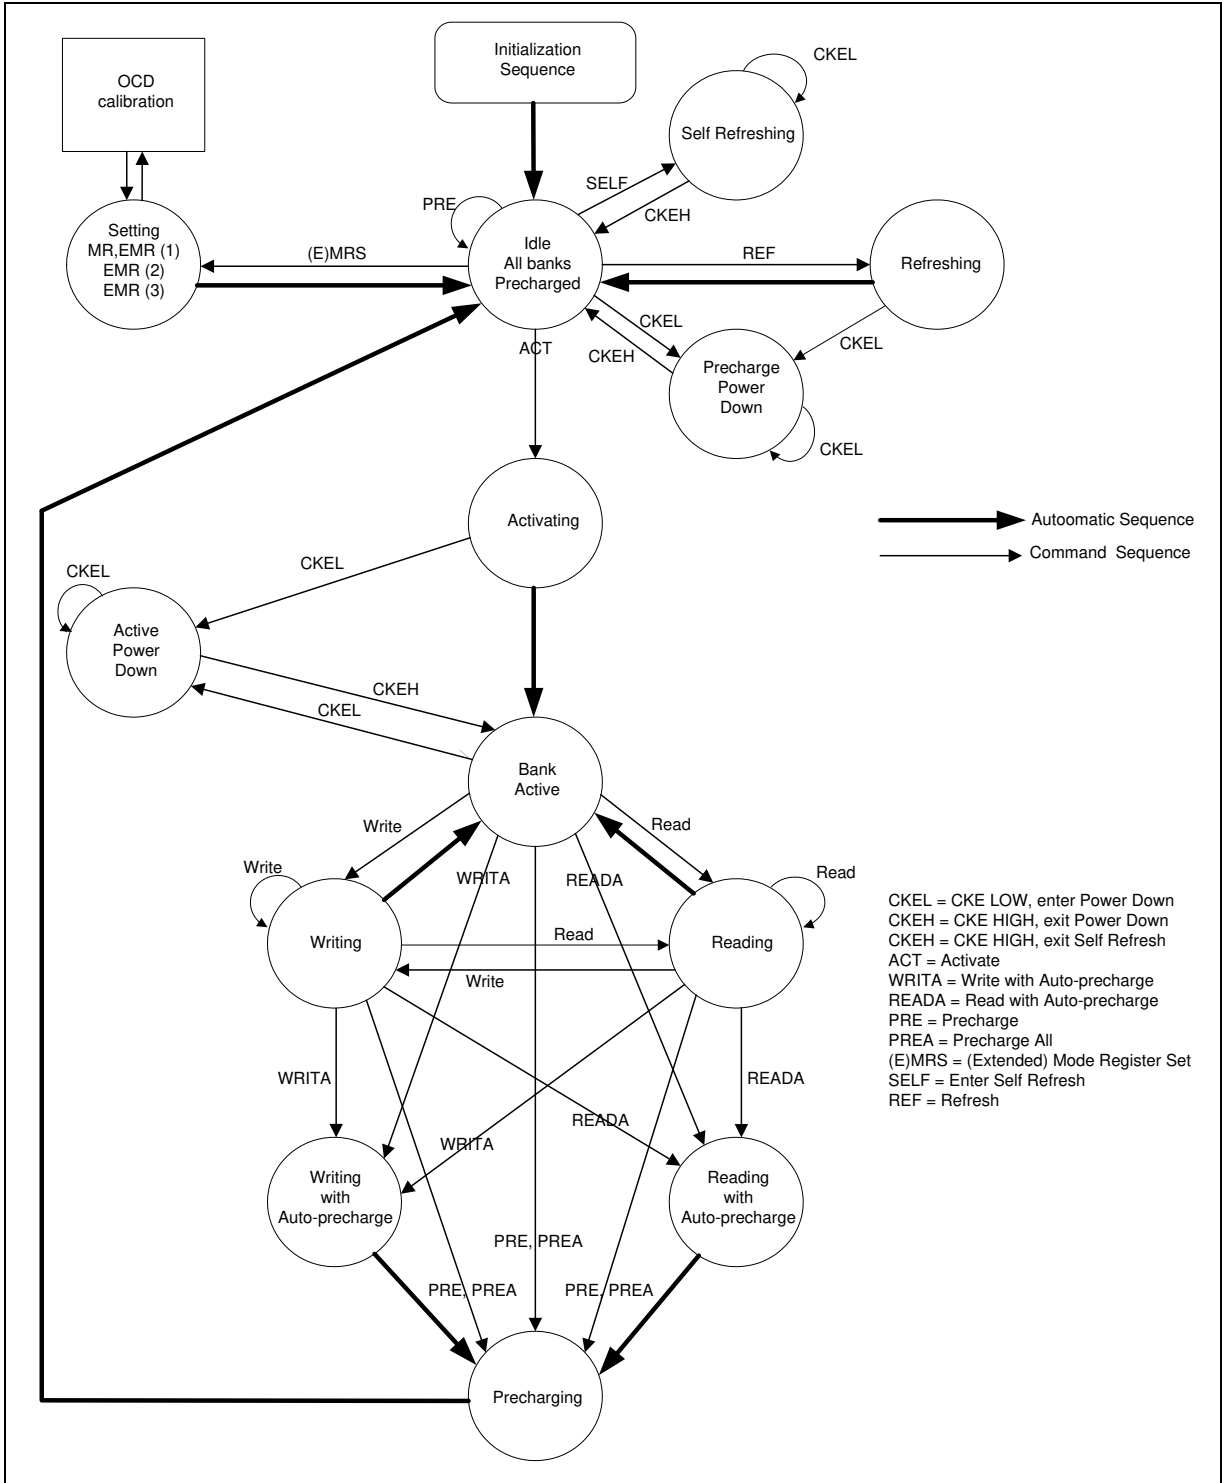 OCD
calibration
Initialization
Sequence
CKEL
Self Refreshing
SELF
CKEH
PRE
Setting
MR,EMR (1)
EMR (2)
EMR (3)
(E)MRS
Idle
All banks
Precharged
REF
Refreshing
CKEL
CKEH
CKEL
ACT
Precharge
Power
Down
CKEL
Activating
Autoomatic Sequence
Command Sequence
CKEL
CKEL
Active
Power
Down
CKEH
CKEL
Bank
Active
Write
Read
Write
WRITA
READA
Read
Writing
Read
Reading
Write
CKEL = CKE LOW, enter Power Down
CKEH = CKE HIGH, exit Power Down
CKEH = CKE HIGH, exit Self Refresh
ACT = Activate
WRITA = Write with Auto-precharge
READA = Read with Auto-precharge
PRE = Precharge
PREA = Precharge All
(E)MRS = (Extended) Mode Register Set
SELF = Enter Self Refresh
REF = Refresh
WRITA
READA
READA
WRITA
Writing
with
Auto-precharge
Reading
with
Auto-precharge
PRE, PREA
PRE, PREA
PRE, PREA
Precharging